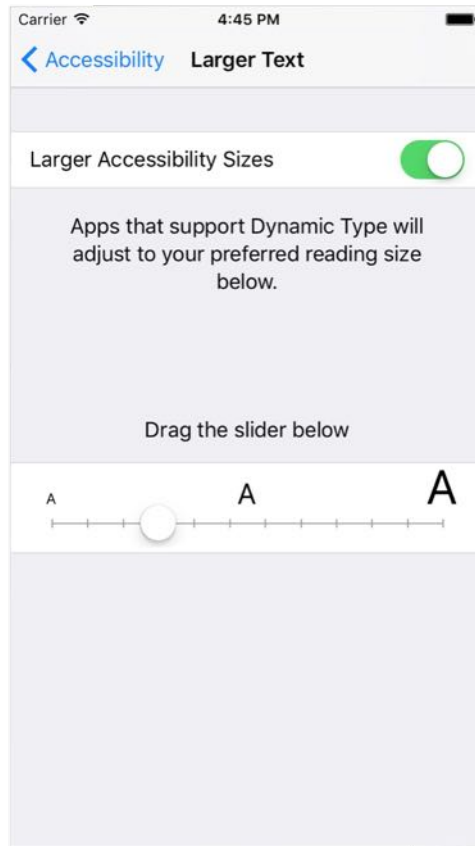 Carrier 4:45 PM
Accessibility Larger Text
Larger Accessibility Sizes
Apps that support Dynamic Type will
adjust to your preferred reading size
below.
Drag the slider below
A A A